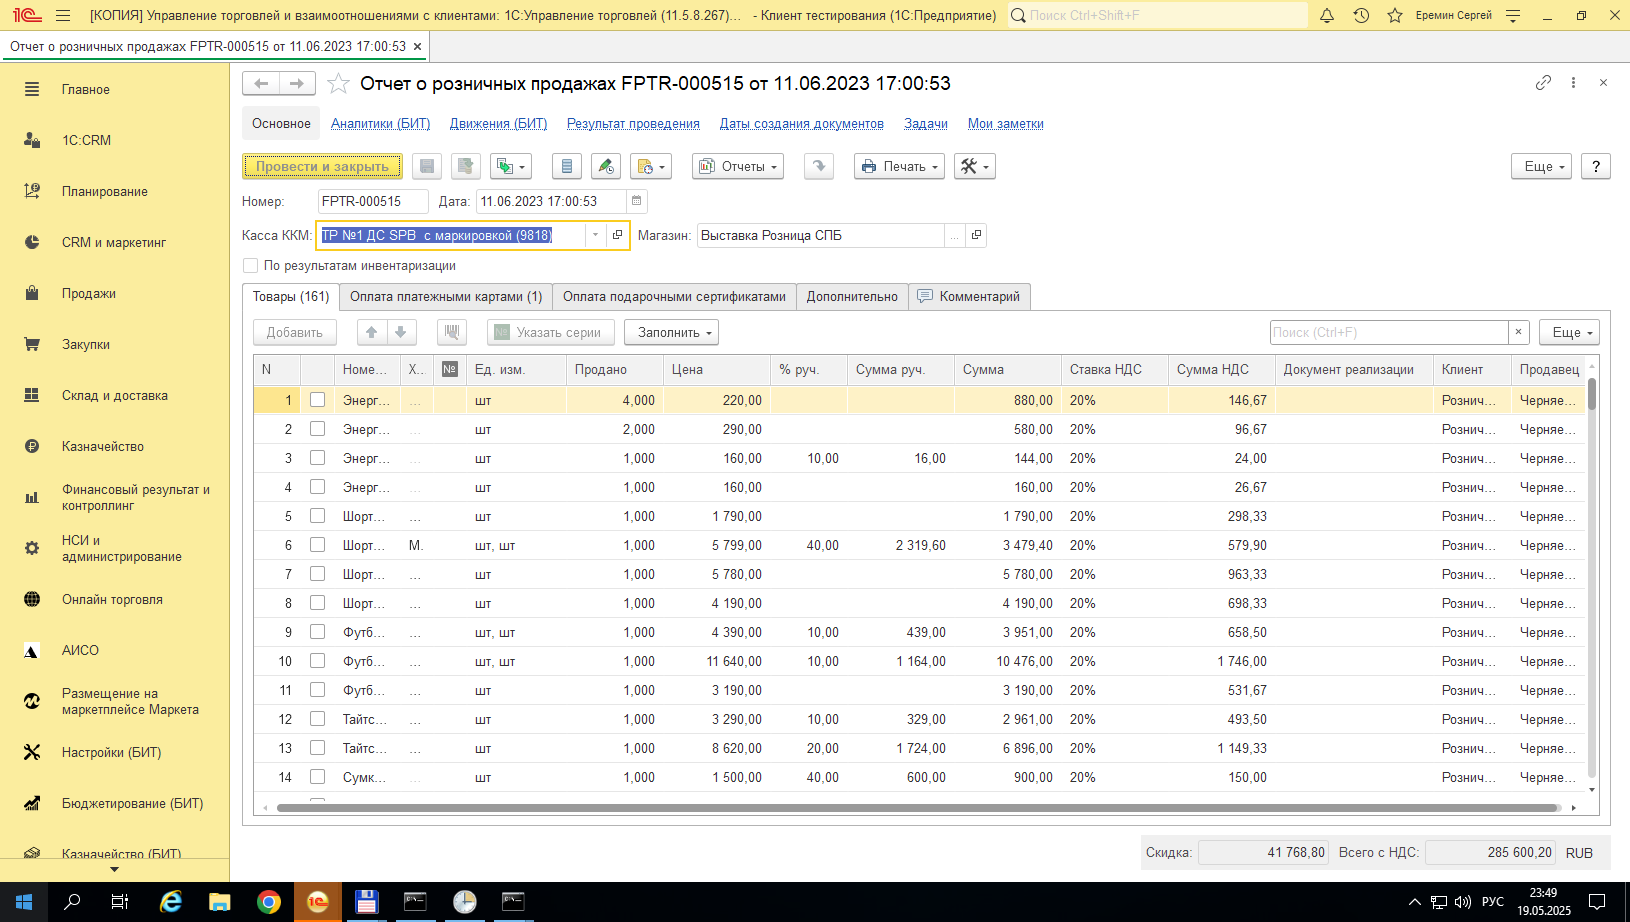 [КОПИЯ] Управление торговлей и взаимоотношениями с клиентами: 1С:Управление торговлей (11.5.8.267)... - Клиент тестирования (1С:Предприятие)
Поиск Ctrl+Shift+F
Еремин Сергей
Отчет о розничных продажах FPTR-000515 от 11.06.2023 17:00:53 ×
Главное
1С:CRM
Планирование
CRM и маркетинг
Продажи
Закупки
Склад и доставка
Казначейство
Финансовый результат и
контроллинг
НСИ и
администрирование
Онлайн торговля
АИСО
Размещение на
маркетплейсе Маркета
Настройки (БИТ)
Бюджетирование (БИТ)
Казначейство (БИТ)
Отчет о розничных продажах FPTR-000515 от 11.06.2023 17:00:53
Основное Аналитики (БИТ) Движения (БИТ) Результат проведения Даты создания документов Задачи Мои заметки
Провести и закрыть Отчеты Печать Еще ?
Номер: FPTR-000515 Дата: 11.06.2023 17:00:53
Касса ККМ: ТР №1 ДС SPB с маркировкой (9818) Магазин: Выставка Розница СПБ ...
По результатам инвентаризации
Товары (161) Оплата платежными картами (1) Оплата подарочными сертификатами Дополнительно Комментарий
Добавить Указать серии Заполнить Поиск (Ctrl+F) × Еще
N Номе... Х... № Ед. изм. Продано Цена % руч. Сумма руч. Сумма Ставка НДС Сумма НДС Документ реализации Клиент Продавец
1 Энерг... ... шт 4,000 220,00 880,00 20% 146,67 Рознич... Черняе...
2 Энерг... ... шт 2,000 290,00 580,00 20% 96,67 Рознич... Черняе...
3 Энерг... ... шт 1,000 160,00 10,00 16,00 144,00 20% 24,00 Рознич... Черняе...
4 Энерг... ... шт 1,000 160,00 160,00 20% 26,67 Рознич... Черняе...
5 Шорт... ... шт 1,000 1 790,00 1 790,00 20% 298,33 Рознич... Черняе...
6 Шорт... М. шт, шт 1,000 5 799,00 40,00 2 319,60 3 479,40 20% 579,90 Рознич... Черняе...
7 Шорт... ... шт 1,000 5 780,00 5 780,00 20% 963,33 Рознич... Черняе...
8 Шорт... ... шт 1,000 4 190,00 4 190,00 20% 698,33 Рознич... Черняе...
9 Футб... ... шт, шт 1,000 4 390,00 10,00 439,00 3 951,00 20% 658,50 Рознич... Черняе...
10 Футб... ... шт, шт 1,000 11 640,00 10,00 1 164,00 10 476,00 20% 1 746,00 Рознич... Черняе...
11 Футб... ... шт 1,000 3 190,00 3 190,00 20% 531,67 Рознич... Черняе...
12 Тайтс... ... шт 1,000 3 290,00 10,00 329,00 2 961,00 20% 493,50 Рознич... Черняе...
13 Тайтс... ... шт 1,000 8 620,00 20,00 1 724,00 6 896,00 20% 1 149,33 Рознич... Черняе...
14 Сумк... ... шт 1,000 1 500,00 40,00 600,00 900,00 20% 150,00 Рознич... Черняе...
Скидка: 41 768,80 Всего с НДС: 285 600,20 RUB
РУС
23:49
19.05.2025